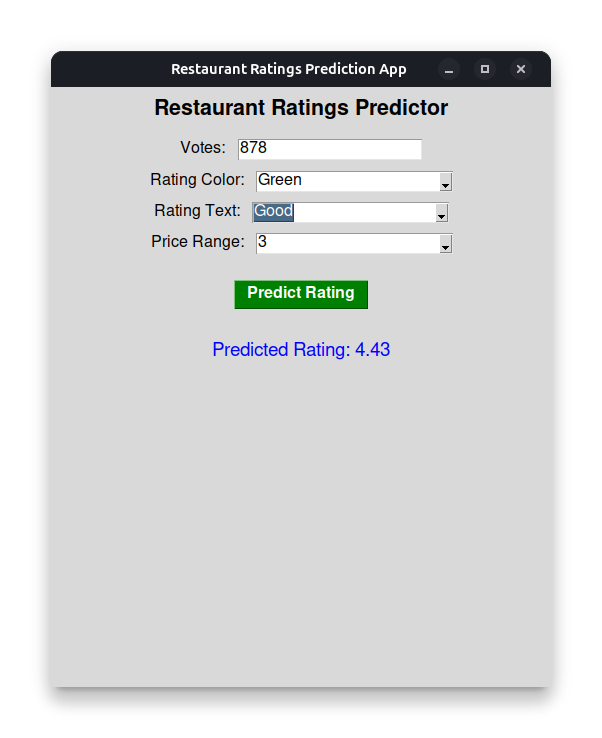 Restaurant Ratings Prediction App
Restaurant Ratings Predictor
Votes: 878
Rating Color: Green
Rating Text: Good
Price Range: 3
Predict Rating
Predicted Rating: 4.43